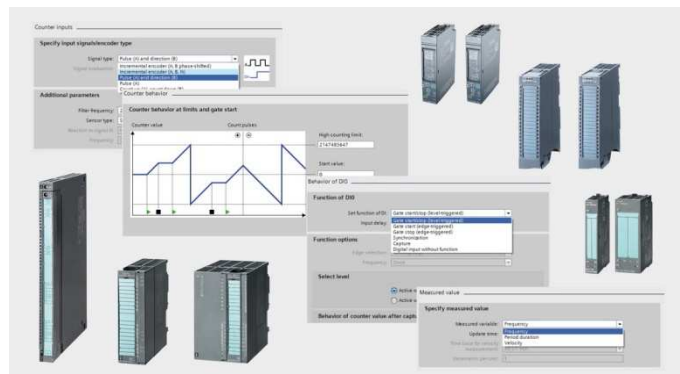 Counter inputs
Specify input signals/encoder type
Signal type: Pulse (A) and direction (B)
Incremental encoder (A, B phase-shifted)
Incremental encoder (A, B, N)
Pulse (A) and direction (B)
Pulse (A)
Additional parameters
Filter frequency:
Sensor type:
Counter behavior
Counter behavior at limits and gate start
Counter value
Count pulses
High counting limit:
2147483647
Start value:
0
Behavior of DI0
Function of DI0
Set function of DI: Gate start/stop (level-triggered)
Input delay:
Gate start/stop (level-triggered)
Gate start (edge-triggered)
Gate stop (edge-triggered)
Synchronization
Capture
Digital input without function
Function options
Edge selection:
Frequency:
Select level
Active
Active
Behavior of counter value after capt
Measured value
Specify measured value
Measured variable: Frequency
Update time:
Frequency
Period duration
Velocity